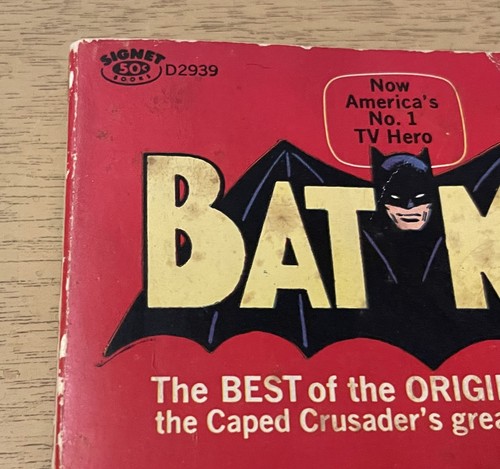 SIGNET
50¢
BOOKS
D2939
Now
America's
No. 1
TV Hero
BAT
The BEST of the
the Caped Crusader's